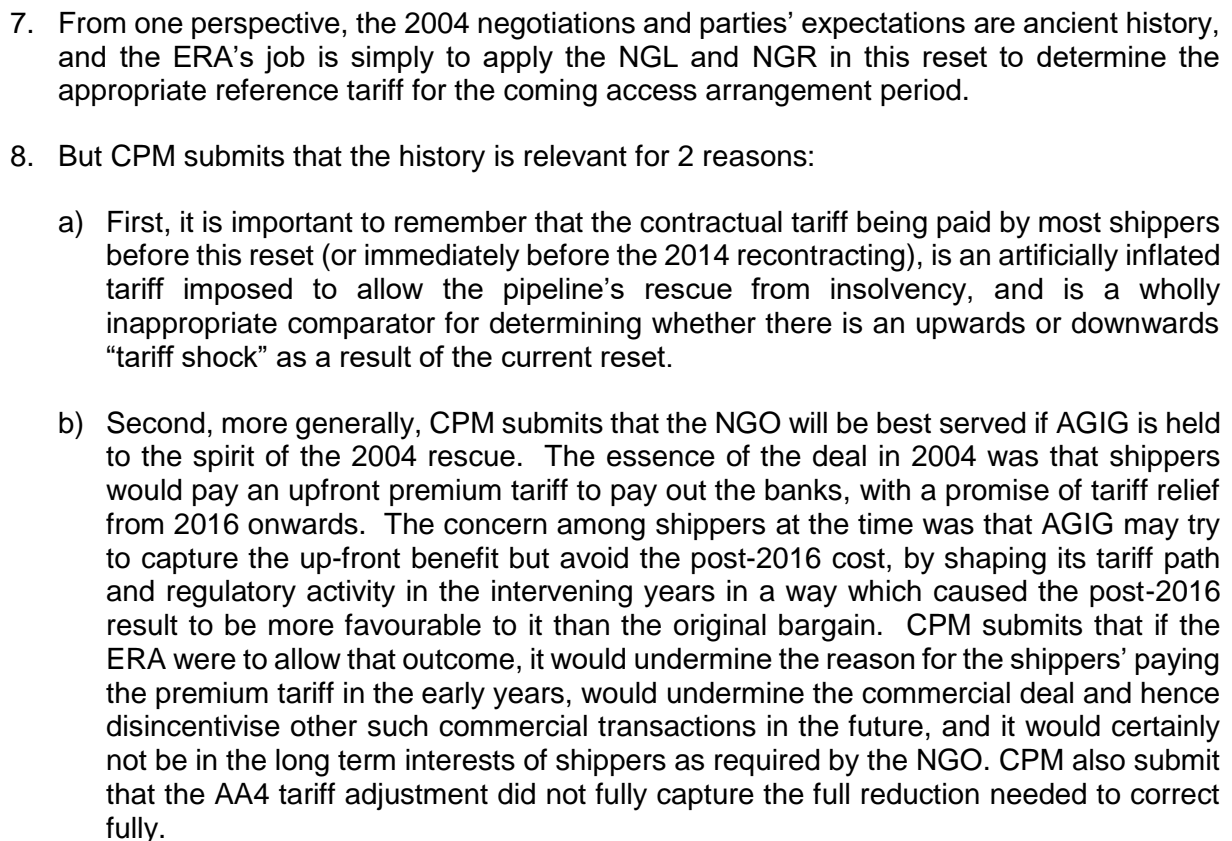 7. From one perspective, the 2004 negotiations and parties’ expectations are ancient history,
and the ERA’s job is simply to apply the NGL and NGR in this reset to determine the
appropriate reference tariff for the coming access arrangement period.
8. But CPM submits that the history is relevant for 2 reasons:
a) First, it is important to remember that the contractual tariff being paid by most shippers
before this reset (or immediately before the 2014 recontracting), is an artificially inflated
tariff imposed to allow the pipeline’s rescue from insolvency, and is a wholly
inappropriate comparator for determining whether there is an upwards or downwards
“tariff shock” as a result of the current reset.
b) Second, more generally, CPM submits that the NGO will be best served if AGIG is held
to the spirit of the 2004 rescue. The essence of the deal in 2004 was that shippers
would pay an upfront premium tariff to pay out the banks, with a promise of tariff relief
from 2016 onwards. The concern among shippers at the time was that AGIG may try
to capture the up-front benefit but avoid the post-2016 cost, by shaping its tariff path
and regulatory activity in the intervening years in a way which caused the post-2016
result to be more favourable to it than the original bargain. CPM submits that if the
ERA were to allow that outcome, it would undermine the reason for the shippers’ paying
the premium tariff in the early years, would undermine the commercial deal and hence
disincentivise other such commercial transactions in the future, and it would certainly
not be in the long term interests of shippers as required by the NGO. CPM also submit
that the AA4 tariff adjustment did not fully capture the full reduction needed to correct
fully.